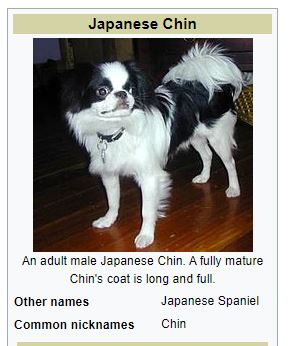 Japanese Chin
An adult male Japanese Chin. A fully mature
Chin's coat is long and full.
Other names Japanese Spaniel
Common nicknames Chin